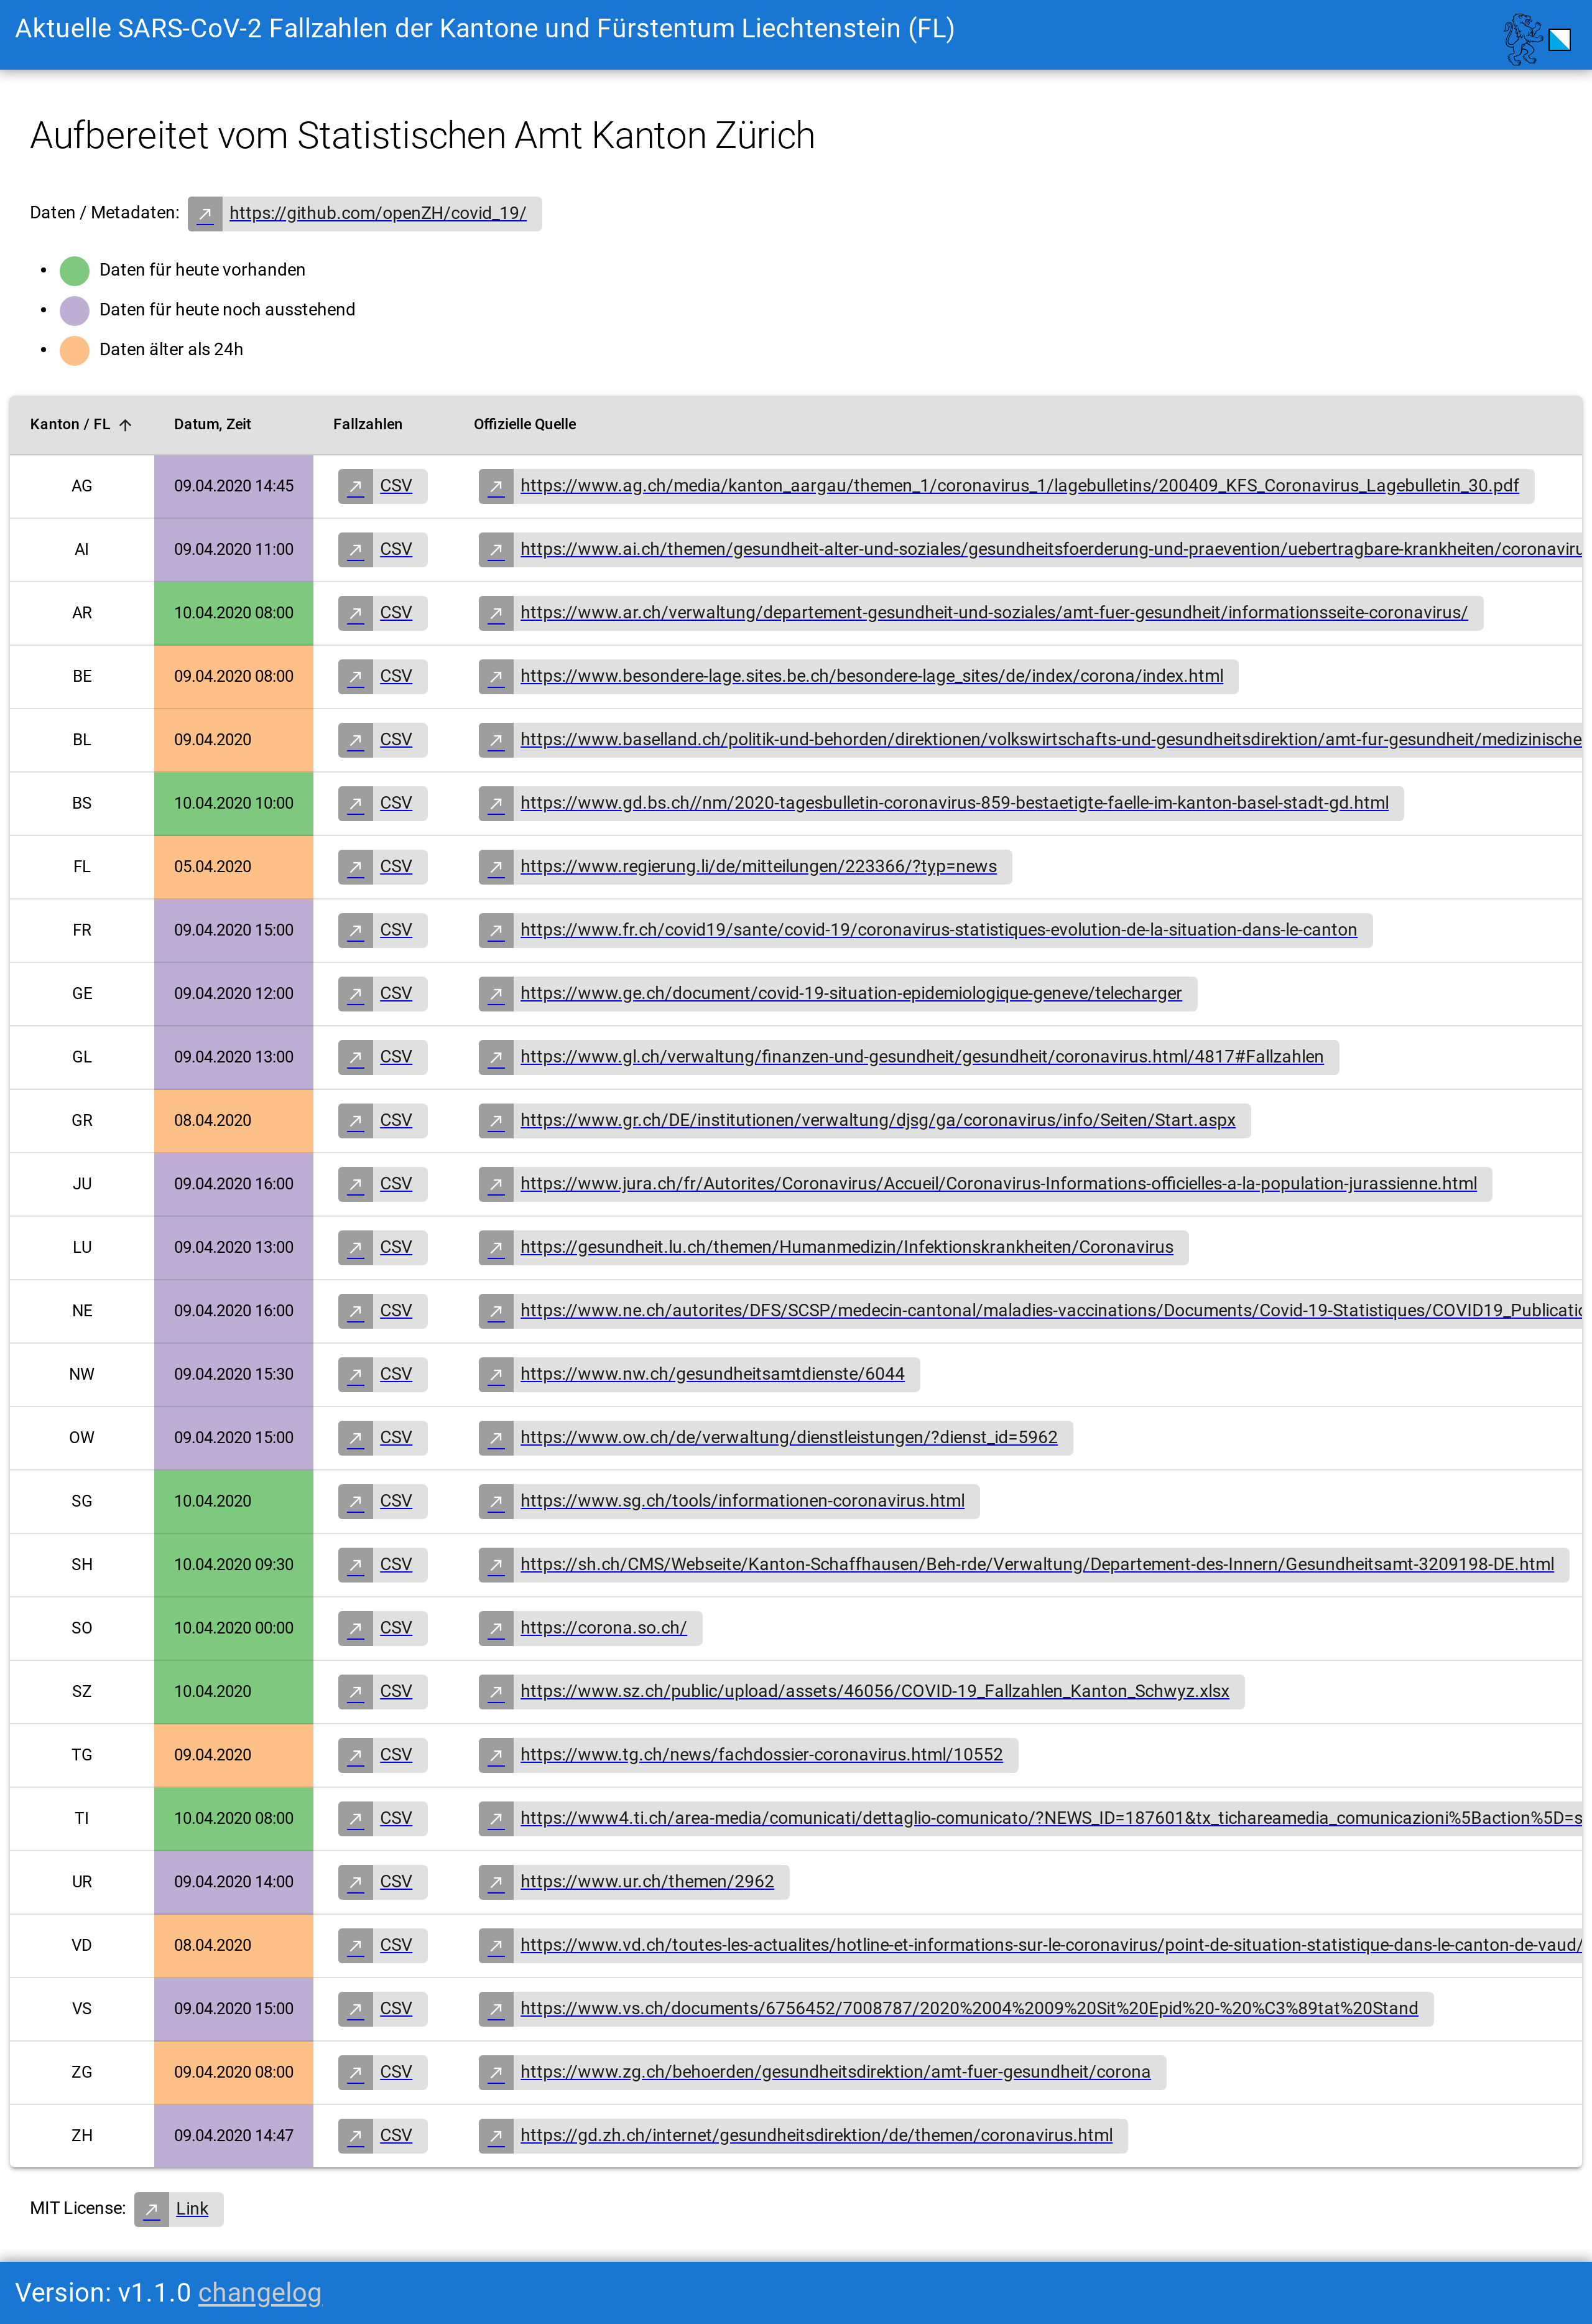 Aktuelle SARS-CoV-2 Fallzahlen der Kantone und Fürstentum Liechtenstein (FL)
Aufbereitet vom Statistischen Amt Kanton Zürich
Daten / Metadaten: https://github.com/openZH/covid_19/
Daten für heute vorhanden
Daten für heute noch ausstehend
Daten älter als 24h
Kanton / FL Datum, Zeit Fallzahlen Offizielle Quelle
AG 09.04.2020 14:45 CSV https://www.ag.ch/media/kanton_aargau/themen_1/coronavirus_1/lagebulletins/200409_KFS_Coronavirus_Lagebulletin_30.pdf
AI 09.04.2020 11:00 CSV https://www.ai.ch/themen/gesundheit-alter-und-soziales/gesundheitsfoerderung-und-praevention/uebertragbare-krankheiten/coronaviru
AR 10.04.2020 08:00 CSV https://www.ar.ch/verwaltung/departement-gesundheit-und-soziales/amt-fuer-gesundheit/informationsseite-coronavirus/
BE 09.04.2020 08:00 CSV https://www.besondere-lage.sites.be.ch/besondere-lage_sites/de/index/corona/index.html
BL 09.04.2020 CSV https://www.baselland.ch/politik-und-behorden/direktionen/volkswirtschafts-und-gesundheitsdirektion/amt-fur-gesundheit/medizinische
BS 10.04.2020 10:00 CSV https://www.gd.bs.ch//nm/2020-tagesbulletin-coronavirus-859-bestaetigte-faelle-im-kanton-basel-stadt-gd.html
FL 05.04.2020 CSV https://www.regierung.li/de/mitteilungen/223366/?typ=news
FR 09.04.2020 15:00 CSV https://www.fr.ch/covid19/sante/covid-19/coronavirus-statistiques-evolution-de-la-situation-dans-le-canton
GE 09.04.2020 12:00 CSV https://www.ge.ch/document/covid-19-situation-epidemiologique-geneve/telecharger
GL 09.04.2020 13:00 CSV https://www.gl.ch/verwaltung/finanzen-und-gesundheit/gesundheit/coronavirus.html/4817#Fallzahlen
GR 08.04.2020 CSV https://www.gr.ch/DE/institutionen/verwaltung/djsg/ga/coronavirus/info/Seiten/Start.aspx
JU 09.04.2020 16:00 CSV https://www.jura.ch/fr/Autorites/Coronavirus/Accueil/Coronavirus-Informations-officielles-a-la-population-jurassienne.html
LU 09.04.2020 13:00 CSV https://gesundheit.lu.ch/themen/Humanmedizin/Infektionskrankheiten/Coronavirus
NE 09.04.2020 16:00 CSV https://www.ne.ch/autorites/DFS/SCSP/medecin-cantonal/maladies-vaccinations/Documents/Covid-19-Statistiques/COVID19_Publicatio
NW 09.04.2020 15:30 CSV https://www.nw.ch/gesundheitsamtdienste/6044
OW 09.04.2020 15:00 CSV https://www.ow.ch/de/verwaltung/dienstleistungen/?dienst_id=5962
SG 10.04.2020 CSV https://www.sg.ch/tools/informationen-coronavirus.html
SH 10.04.2020 09:30 CSV https://sh.ch/CMS/Webseite/Kanton-Schaffhausen/Beh-rde/Verwaltung/Departement-des-Innern/Gesundheitsamt-3209198-DE.html
SO 10.04.2020 00:00 CSV https://corona.so.ch/
SZ 10.04.2020 CSV https://www.sz.ch/public/upload/assets/46056/COVID-19_Fallzahlen_Kanton_Schwyz.xlsx
TG 09.04.2020 CSV https://www.tg.ch/news/fachdossier-coronavirus.html/10552
TI 10.04.2020 08:00 CSV https://www4.ti.ch/area-media/comunicati/dettaglio-comunicato/?NEWS_ID=187601&tx_tichareamedia_comunicazioni%5Baction%5D=s
UR 09.04.2020 14:00 CSV https://www.ur.ch/themen/2962
VD 08.04.2020 CSV https://www.vd.ch/toutes-les-actualites/hotline-et-informations-sur-le-coronavirus/point-de-situation-statistique-dans-le-canton-de-vaud/
VS 09.04.2020 15:00 CSV https://www.vs.ch/documents/6756452/7008787/2020%2004%2009%20Sit%20Epid%20-%20%C3%89tat%20Stand
ZG 09.04.2020 08:00 CSV https://www.zg.ch/behoerden/gesundheitsdirektion/amt-fuer-gesundheit/corona
ZH 09.04.2020 14:47 CSV https://gd.zh.ch/internet/gesundheitsdirektion/de/themen/coronavirus.html
MIT License: Link
Version: v1.1.0 changelog